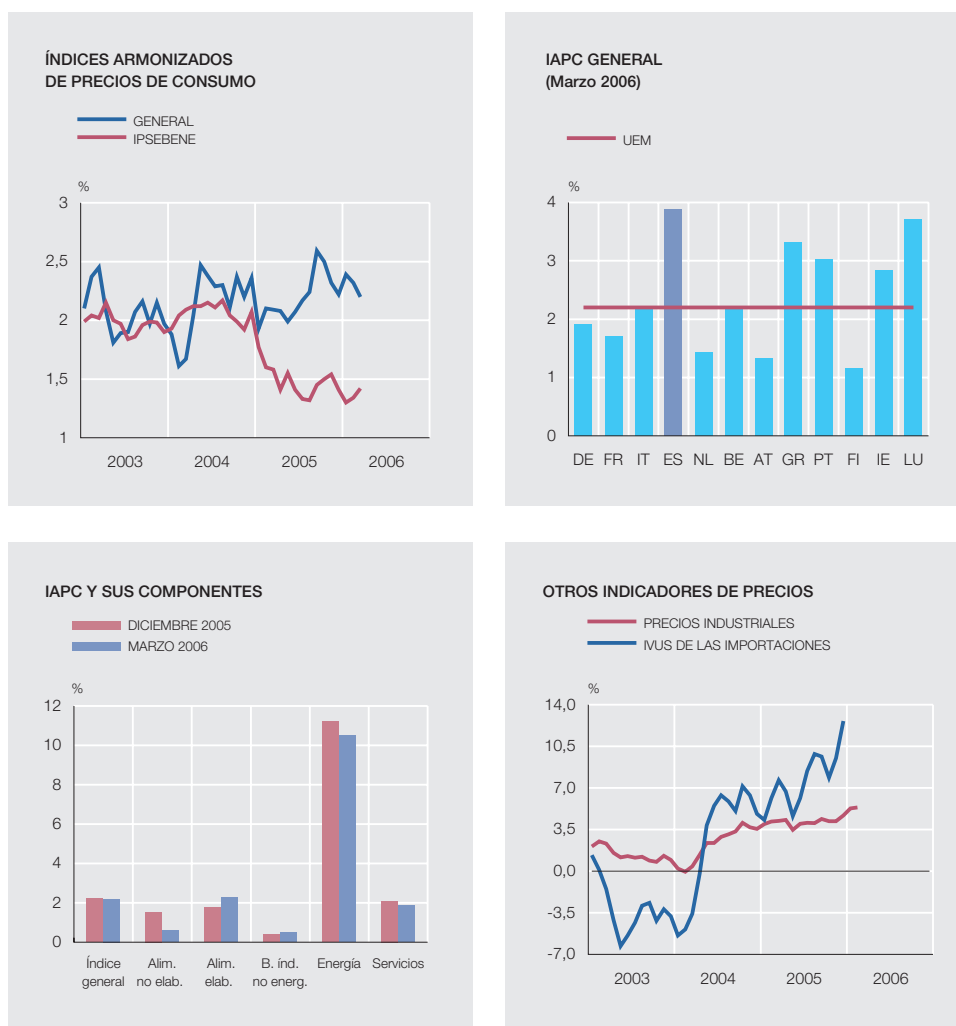 ÍNDICES ARMONIZADOS
DE PRECIOS DE CONSUMO
GENERAL
IPSEBENE
%
3
2,5
2
1,5
1
2003 2004 2005 2006
IAPC GENERAL
(Marzo 2006)
UEM
%
4
3
2
1
0
DE FR IT ES NL BE AT GR PT FI IE LU
IAPC Y SUS COMPONENTES
DICIEMBRE 2005
MARZO 2006
%
12
10
8
6
4
2
0
Índice Alim. Alim. B. índ. Energía Servicios
general no elab. elab. no energ.
OTROS INDICADORES DE PRECIOS
PRECIOS INDUSTRIALES
IVUS DE LAS IMPORTACIONES
%
14,0
10,5
7,0
3,5
0,0
-3,5
-7,0
2003 2004 2005 2006